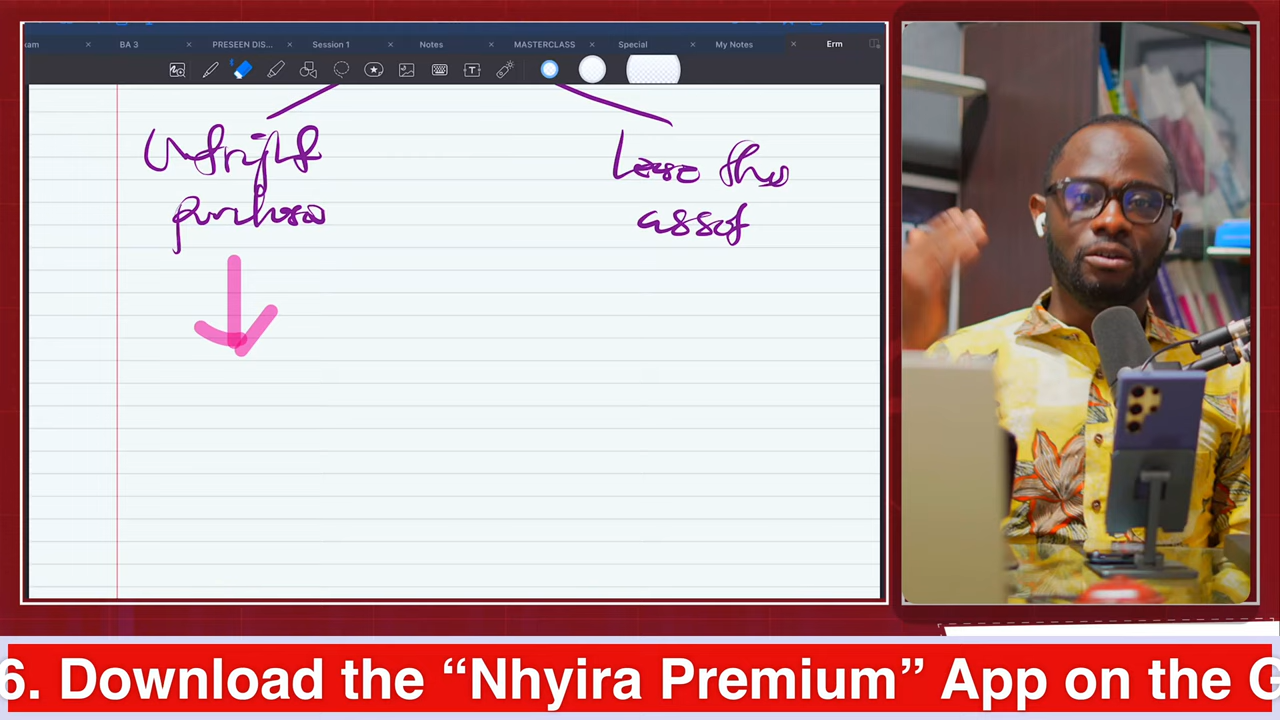 xam
BA 3
PRESEEN DIS...
Session 1
Notes
MASTERCLASS
Special
My Notes
Erm
Outright
purchase
Lease the
asset
6. Download the “Nhyira Premium” App on the G